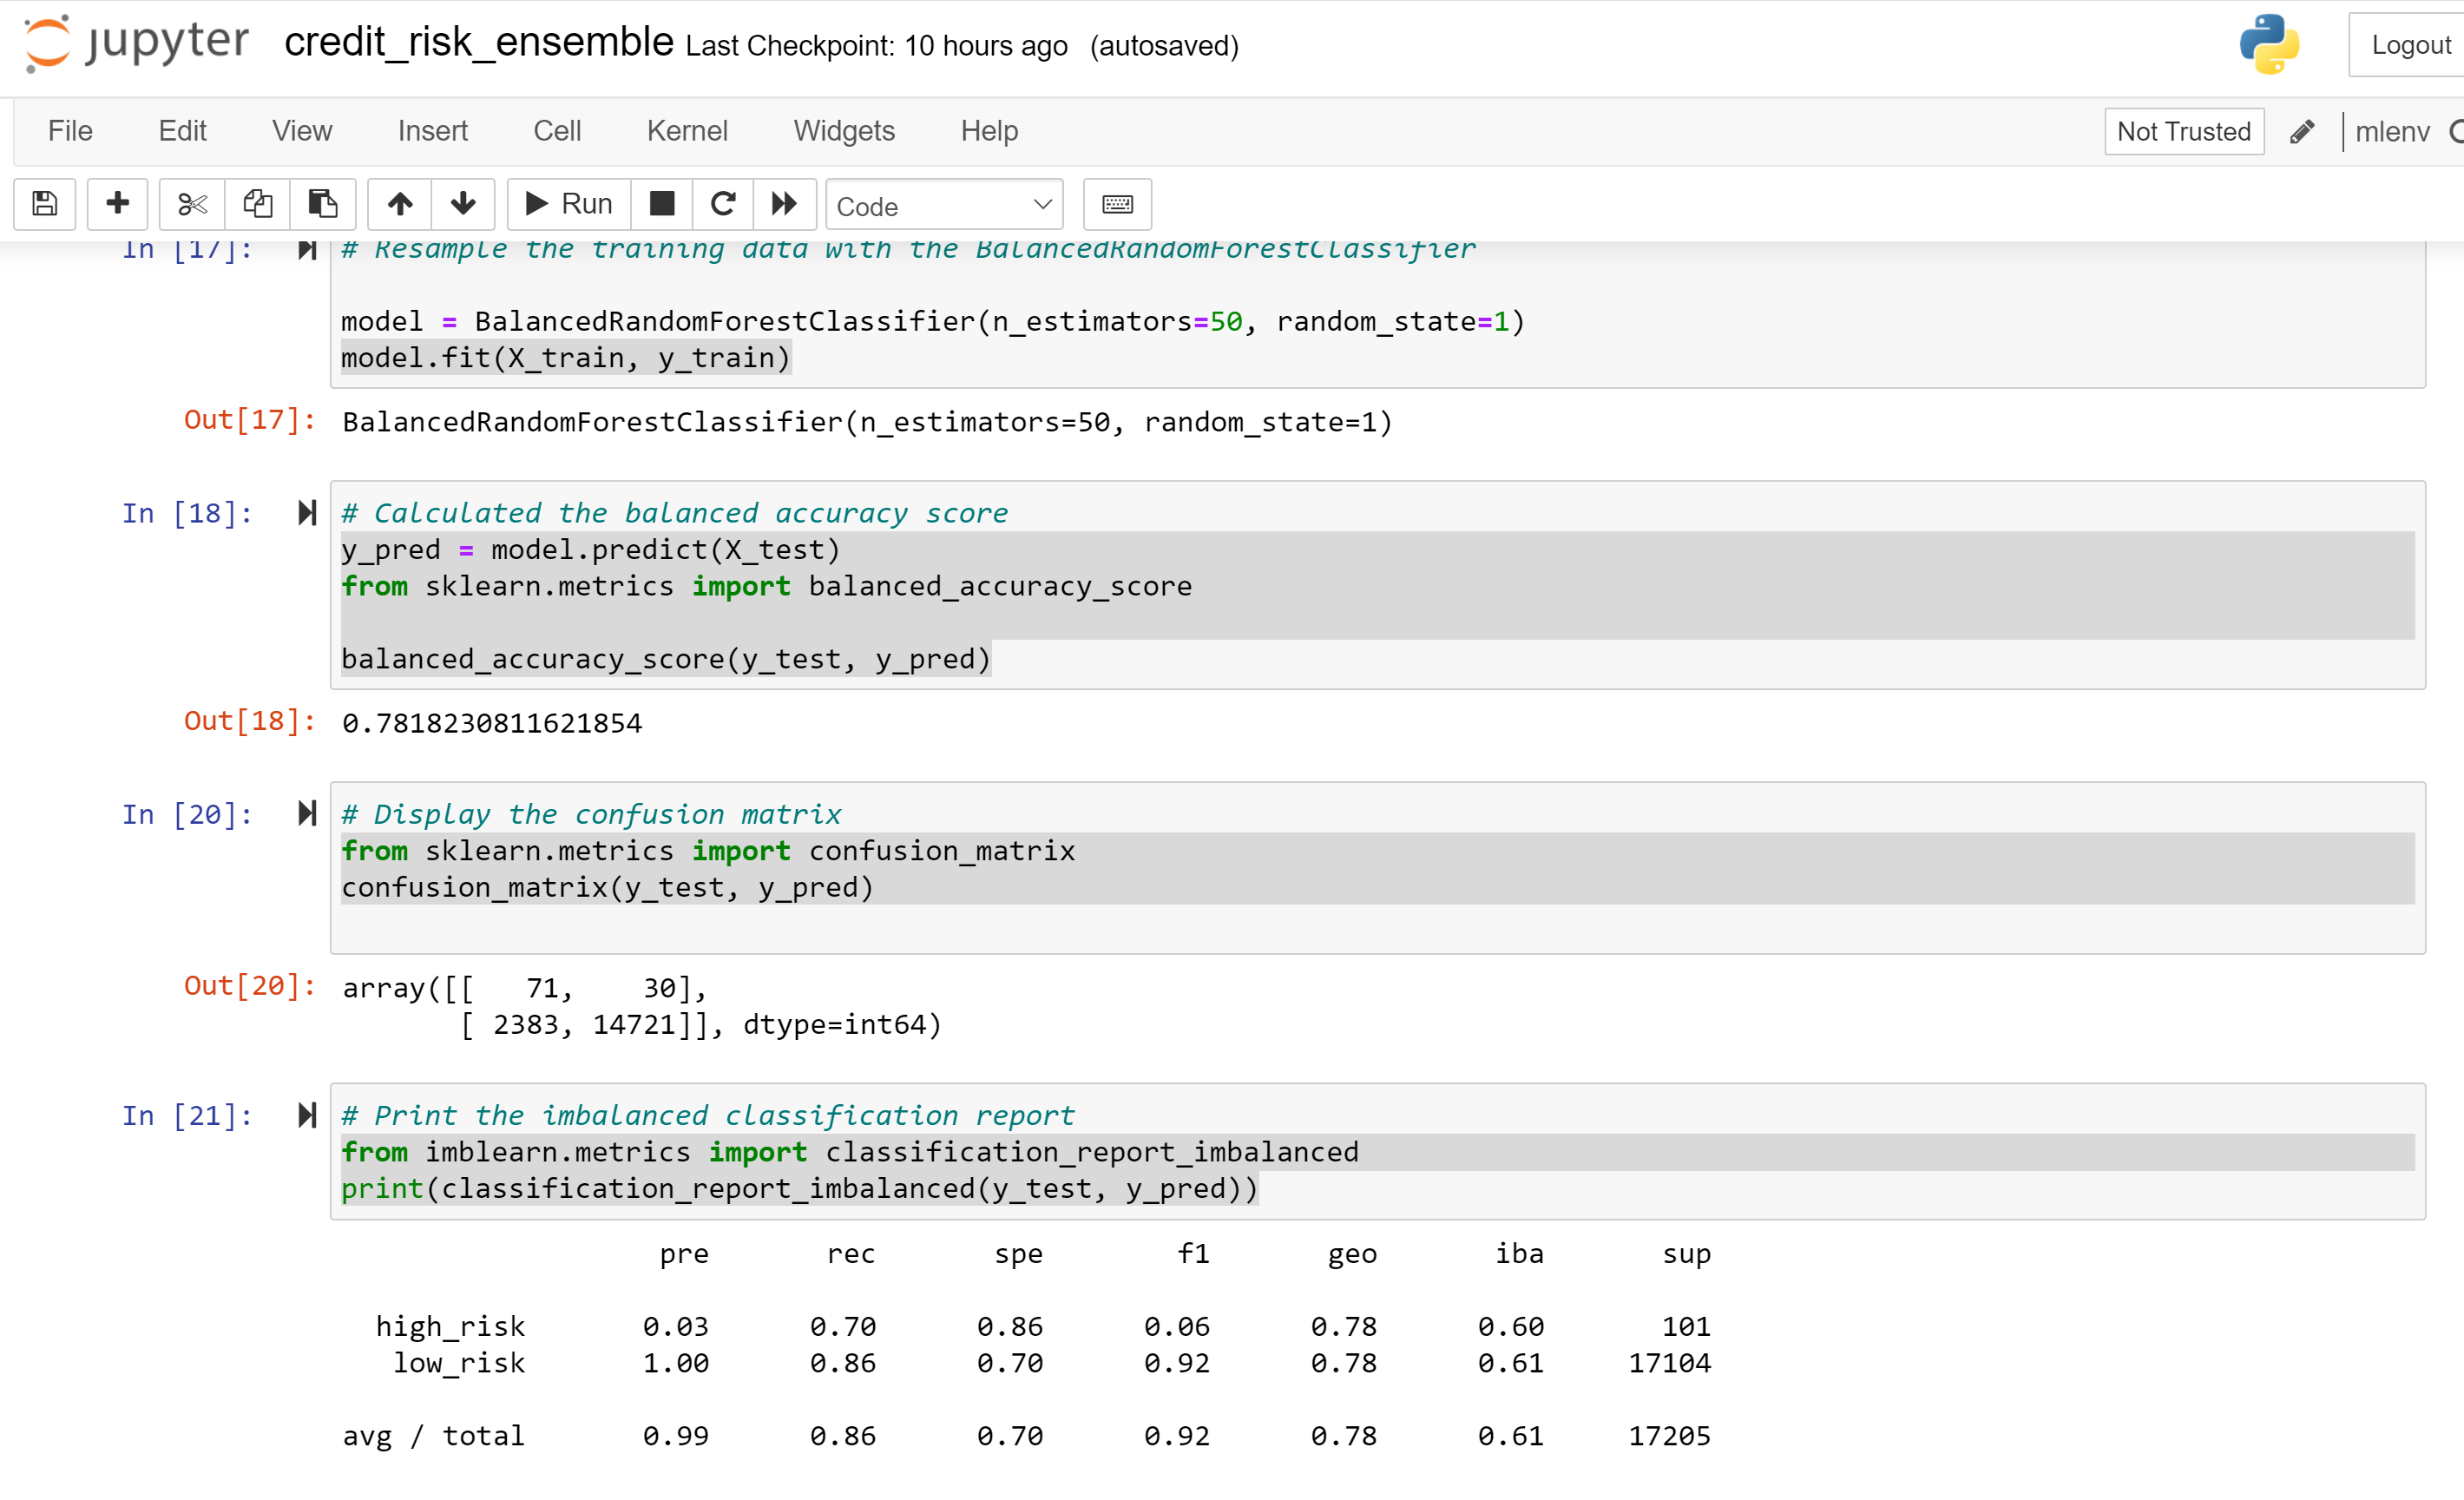 jupyter credit_risk_ensemble Last Checkpoint: 10 hours ago (autosaved) Logout
File Edit View Insert Cell Kernel Widgets Help Not Trusted mlenv
Run Code
In [17]: # Resample the training data with the BalancedRandomForestClassifier
model = BalancedRandomForestClassifier(n_estimators=50, random_state=1)
model.fit(X_train, y_train)
Out[17]: BalancedRandomForestClassifier(n_estimators=50, random_state=1)
In [18]: # Calculated the balanced accuracy score
y_pred = model.predict(X_test)
from sklearn.metrics import balanced_accuracy_score
balanced_accuracy_score(y_test, y_pred)
Out[18]: 0.7818230811621854
In [20]: # Display the confusion matrix
from sklearn.metrics import confusion_matrix
confusion_matrix(y_test, y_pred)
Out[20]: array([[   71,    30],
       [ 2383, 14721]], dtype=int64)
In [21]: # Print the imbalanced classification report
from imblearn.metrics import classification_report_imbalanced
print(classification_report_imbalanced(y_test, y_pred))
pre rec spe f1 geo iba sup
high_risk 0.03 0.70 0.86 0.06 0.78 0.60 101
low_risk 1.00 0.86 0.70 0.92 0.78 0.61 17104
avg / total 0.99 0.86 0.70 0.92 0.78 0.61 17205